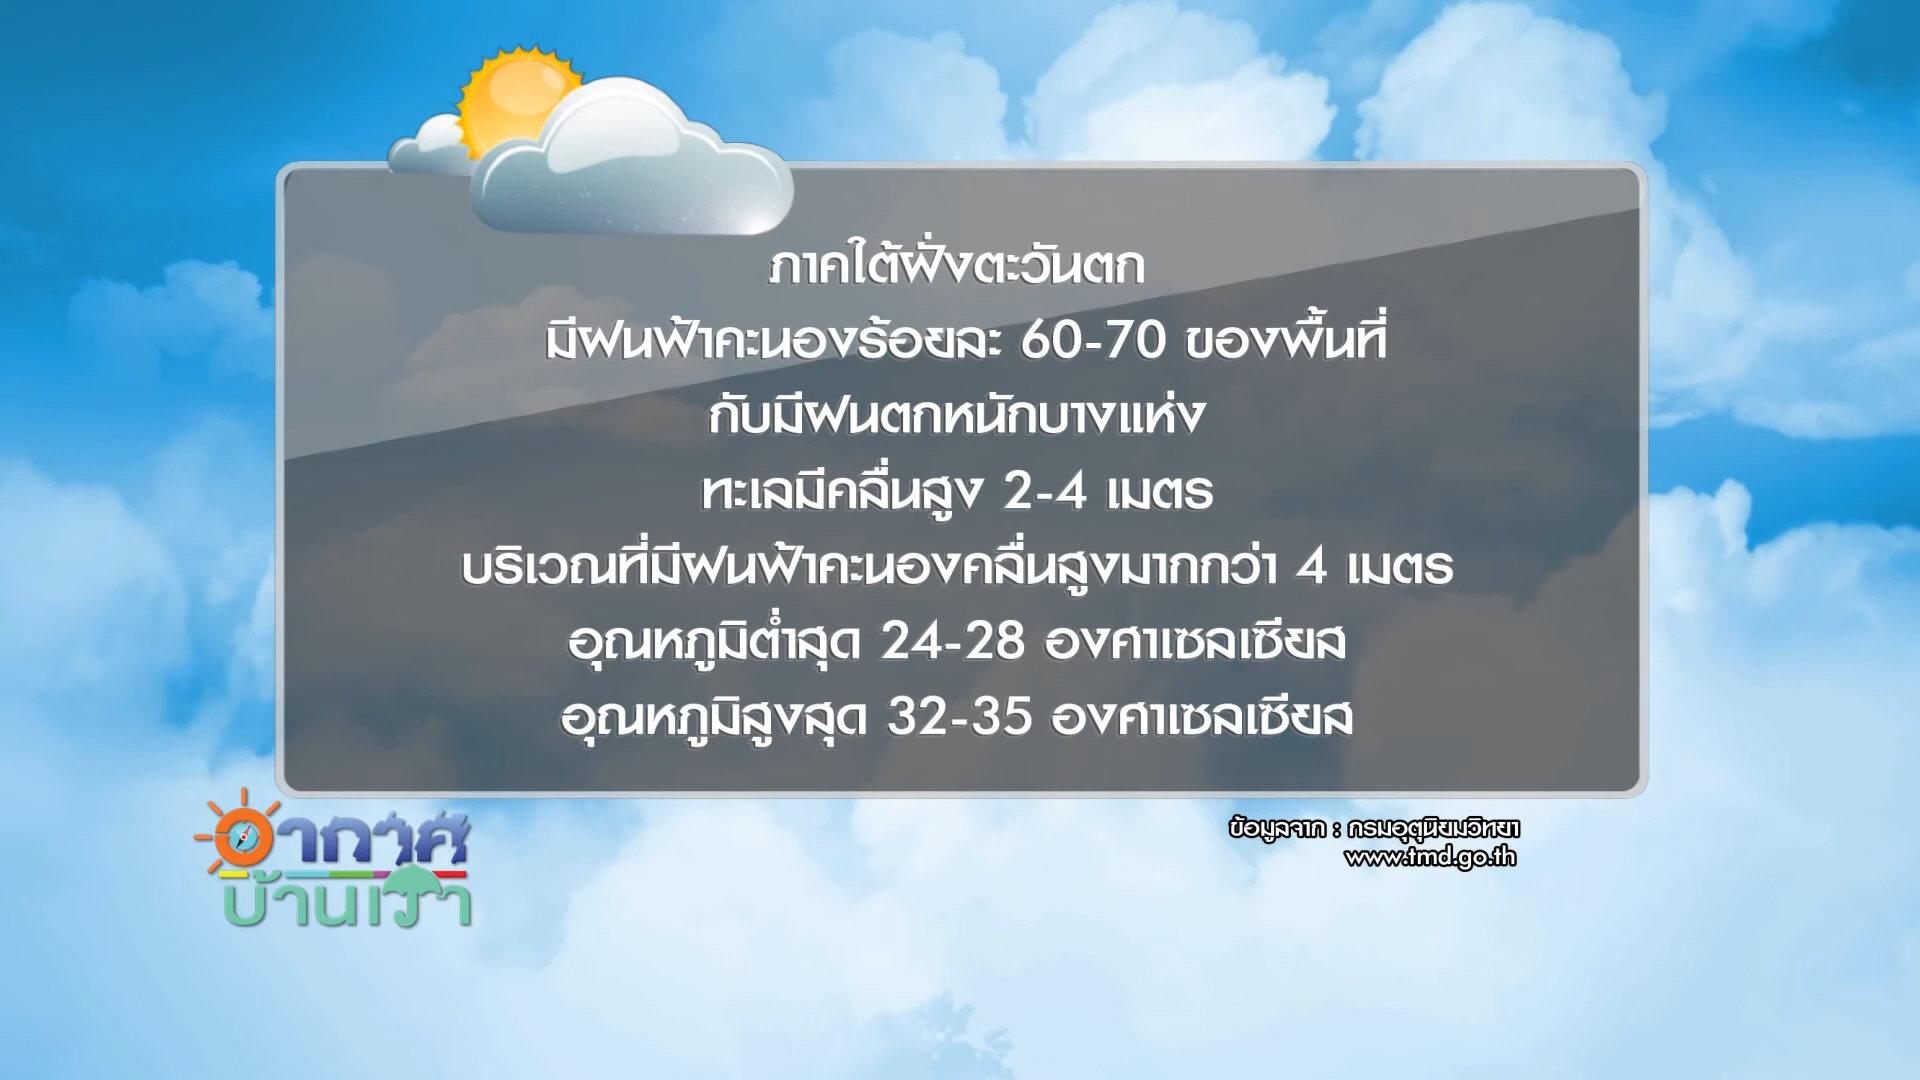 ภาคใต้ฝั่งตะวันตก
มีฝนฟ้าคะนองร้อยละ 60-70 ของพื้นที่
กับมีฝนตกหนักบางแห่ง
ทะเลมีคลื่นสูง 2-4 เมตร
บริเวณที่มีฝนฟ้าคะนองคลื่นสูงมากกว่า 4 เมตร
อุณหภูมิต่ำสุด 24-28 องศาเซลเซียส
อุณหภูมิสูงสุด 32-35 องศาเซลเซียส
ข้อมูลจาก : กรมอุตุนิยมวิทยา
www.tmd.go.th
อากาศ
บ้านเรา